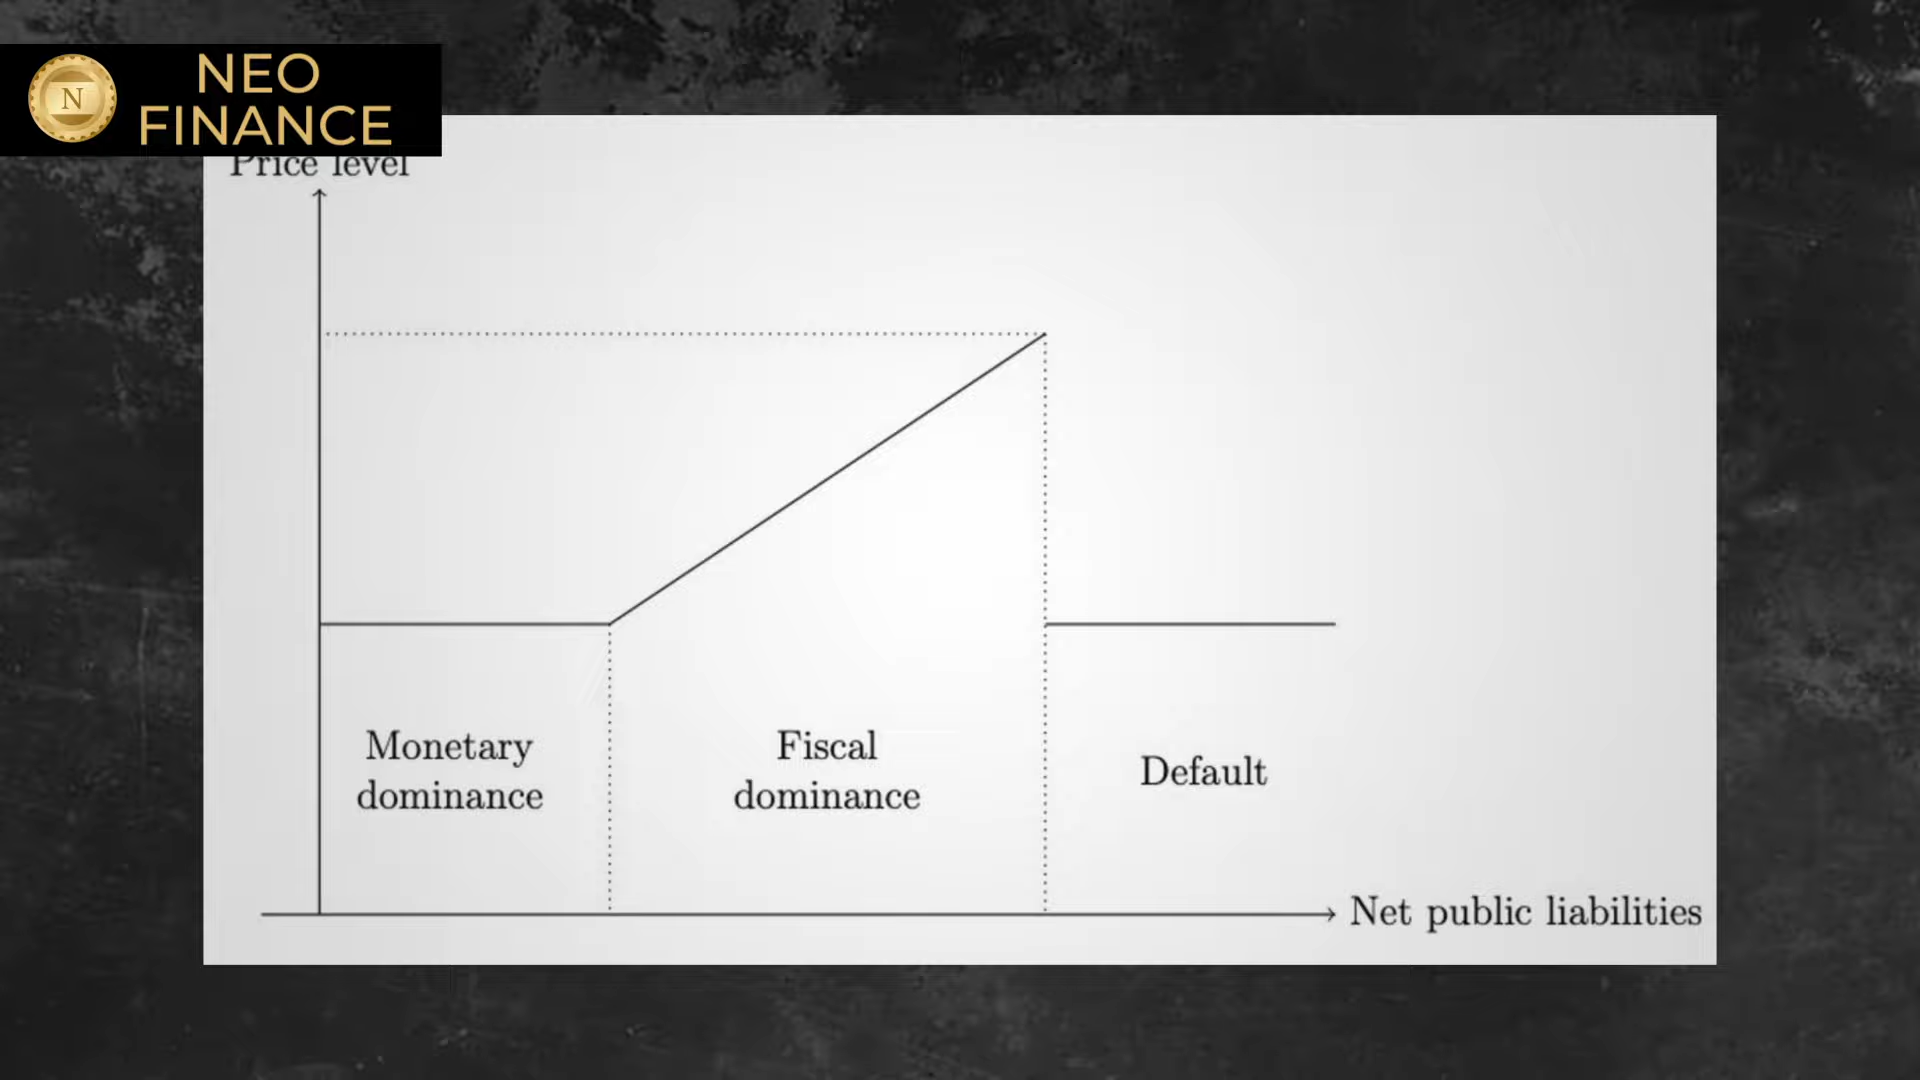 NEO
FINANCE
N
Price level
Monetary
dominance
Fiscal
dominance
Default
Net public liabilities